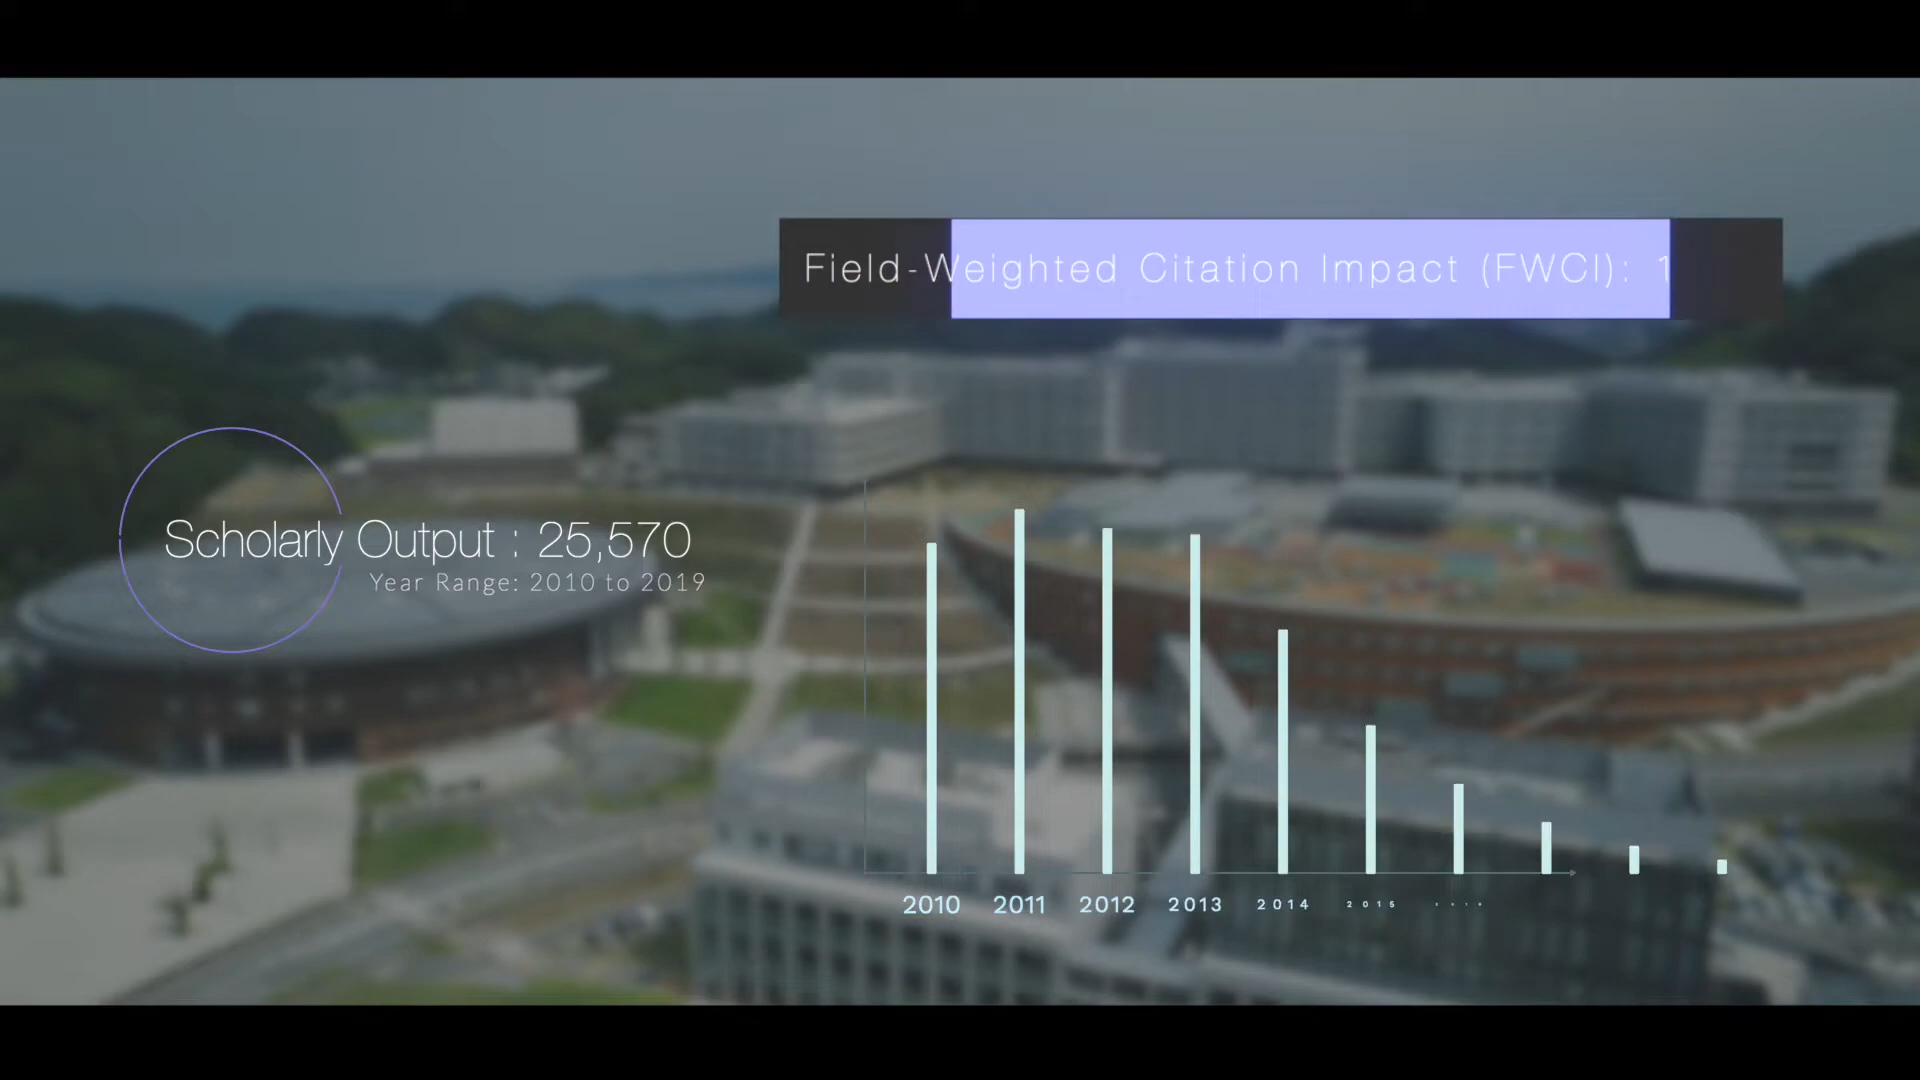 Field-Weighted Citation Impact (FWCI): 1
Scholarly Output : 25,570
Year Range: 2010 to 2019
2010 2011 2012 2013 2014 2015